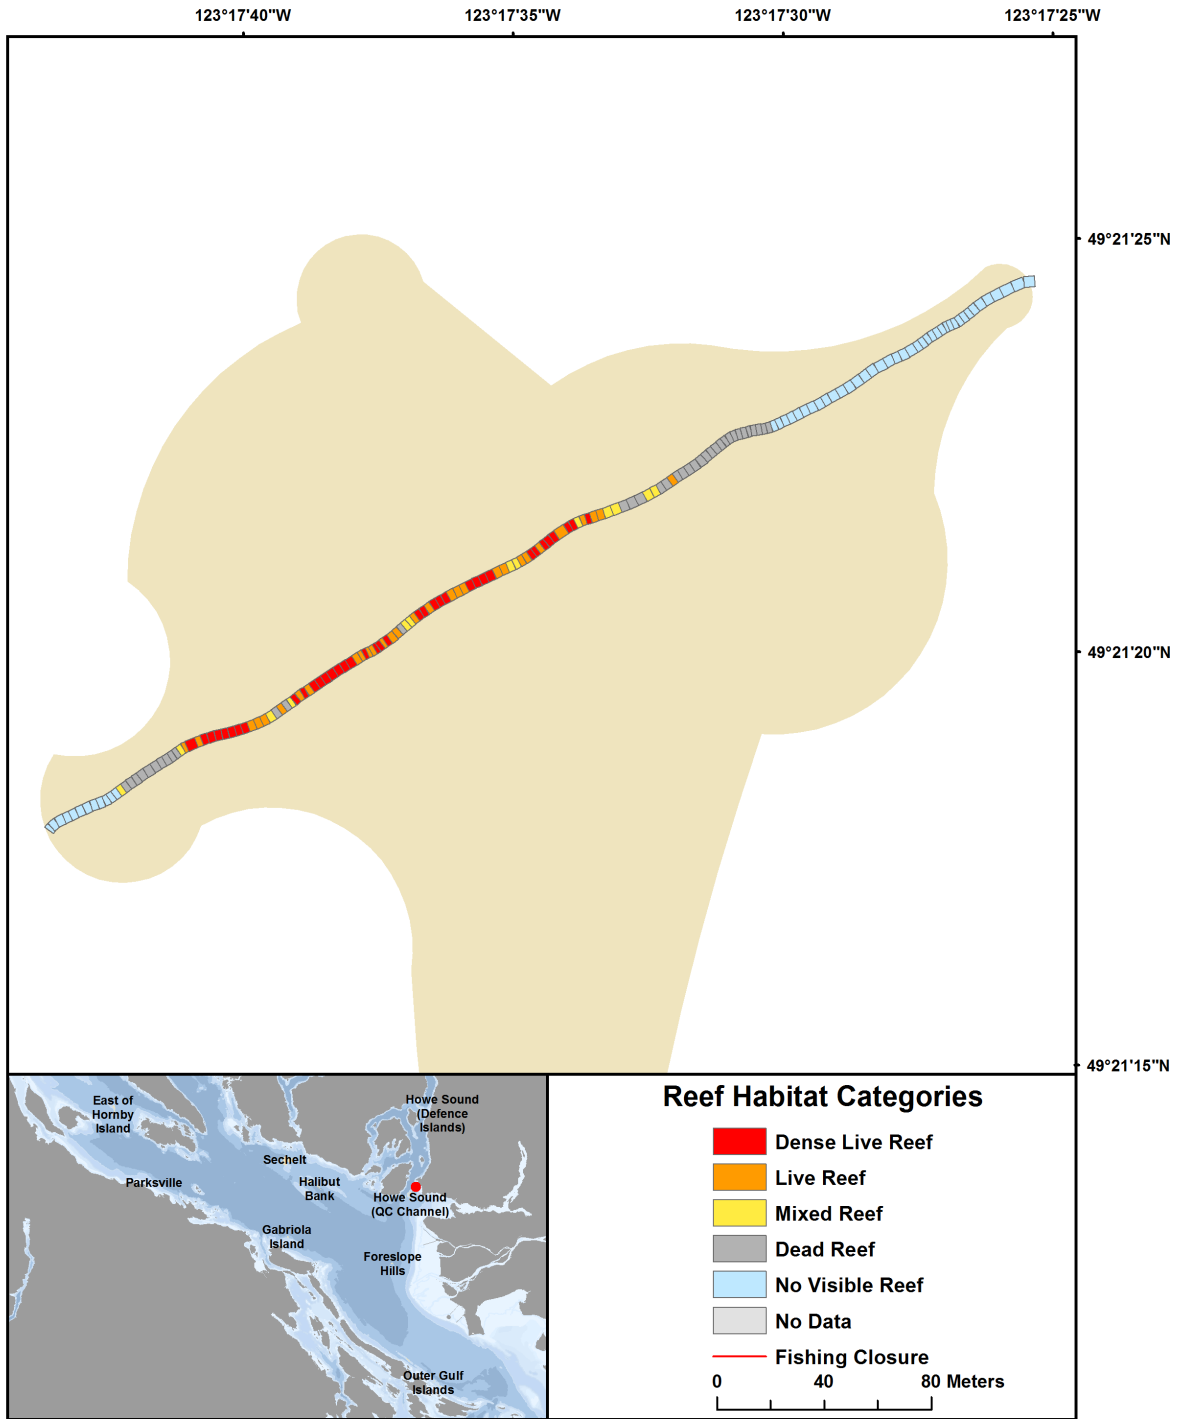 123°17'40"W
123°17'35"W
123°17'30"W
123°17'25"W
49°21'25"N
49°21'20"N
49°21'15"N
East of
Hornby
Island
Howe Sound
(Defence
Islands)
Sechelt
Parksville
Halibut
Bank
Howe Sound
(QC Channel)
Gabriola
Island
Foreslope
Hills
Outer Gulf
Islands
Reef Habitat Categories
Dense Live Reef
Live Reef
Mixed Reef
Dead Reef
No Visible Reef
No Data
Fishing Closure
0 40 80 Meters